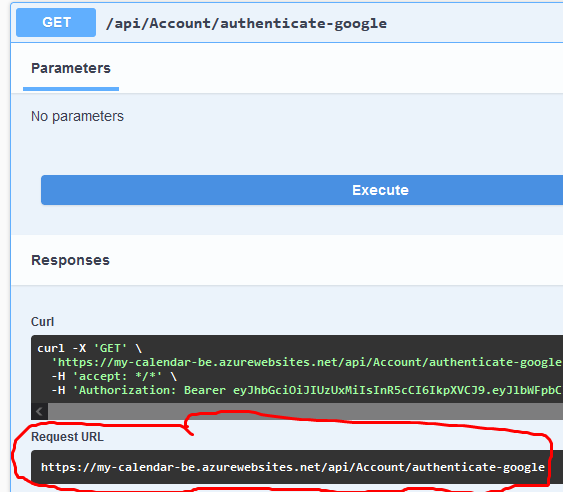 GET /api/Account/authenticate-google
Parameters
No parameters
Execute
Responses
Curl
curl -X 'GET' \
'https://my-calendar-be.azurewebsites.net/api/Account/authenticate-google
-H 'accept: */*' \
-H 'Authorization: Bearer eyJhbGciOiJIUzUxMiIsInR5cCI6IkpXVCJ9.eyJlbWFpbC
Request URL
https://my-calendar-be.azurewebsites.net/api/Account/authenticate-google